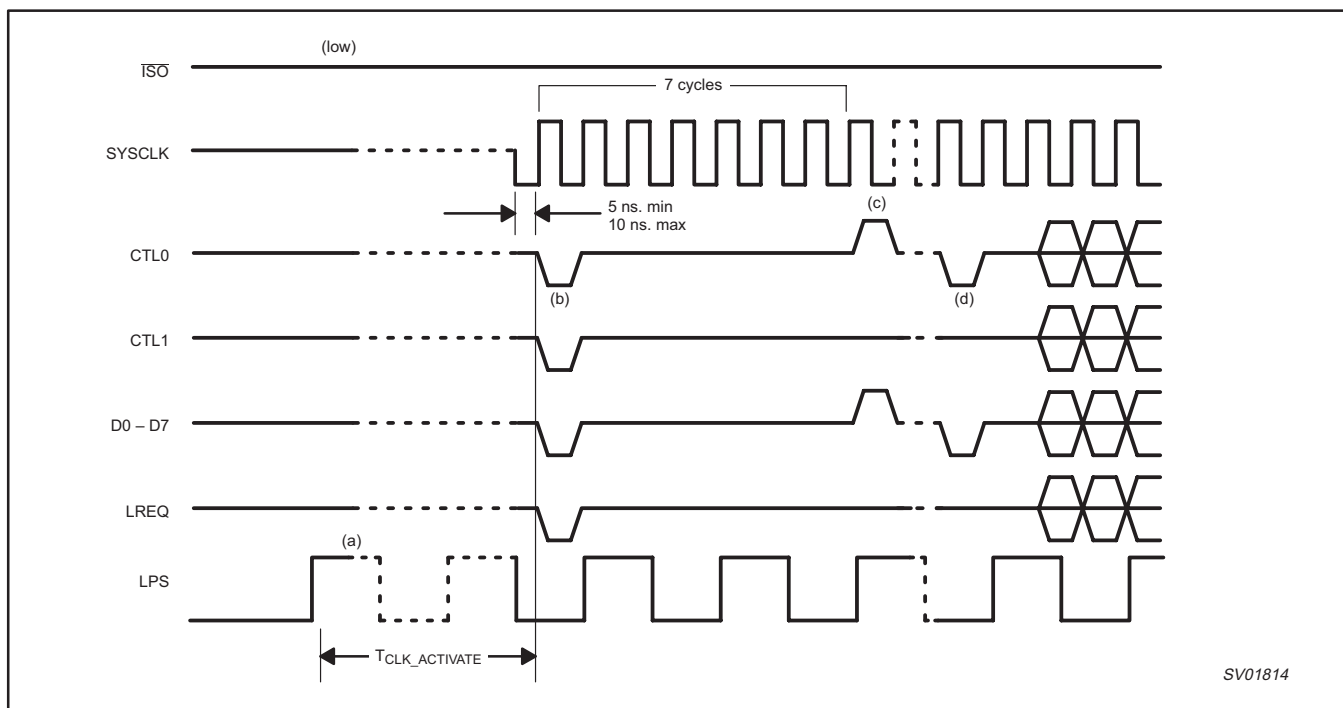 (low)
ISO
7 cycles
SYSCLK
5 ns. min
10 ns. max
(c)
CTL0
(b)
(d)
CTL1
D0 – D7
LREQ
(a)
LPS
TCLK_ACTIVATE
SV01814